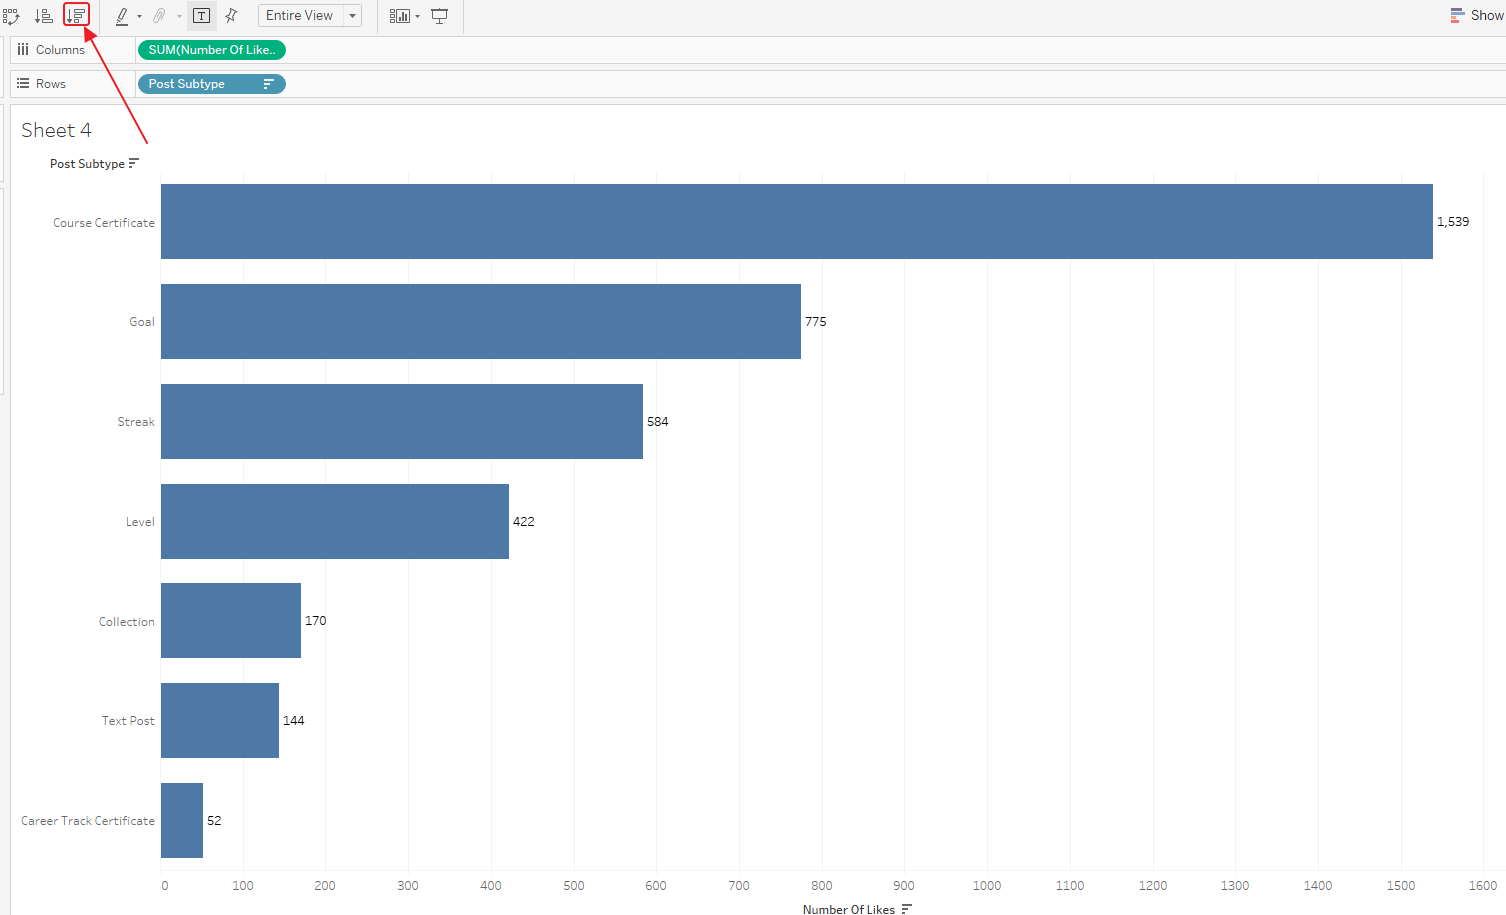 T Entire View Show
Columns SUM(Number Of Like..
Rows Post Subtype
Sheet 4
Post Subtype
Course Certificate 1,539
Goal 775
Streak 584
Level 422
Collection 170
Text Post 144
Career Track Certificate 52
0 100 200 300 400 500 600 700 800 900 1000 1100 1200 1300 1400 1500 1600
Number Of Likes